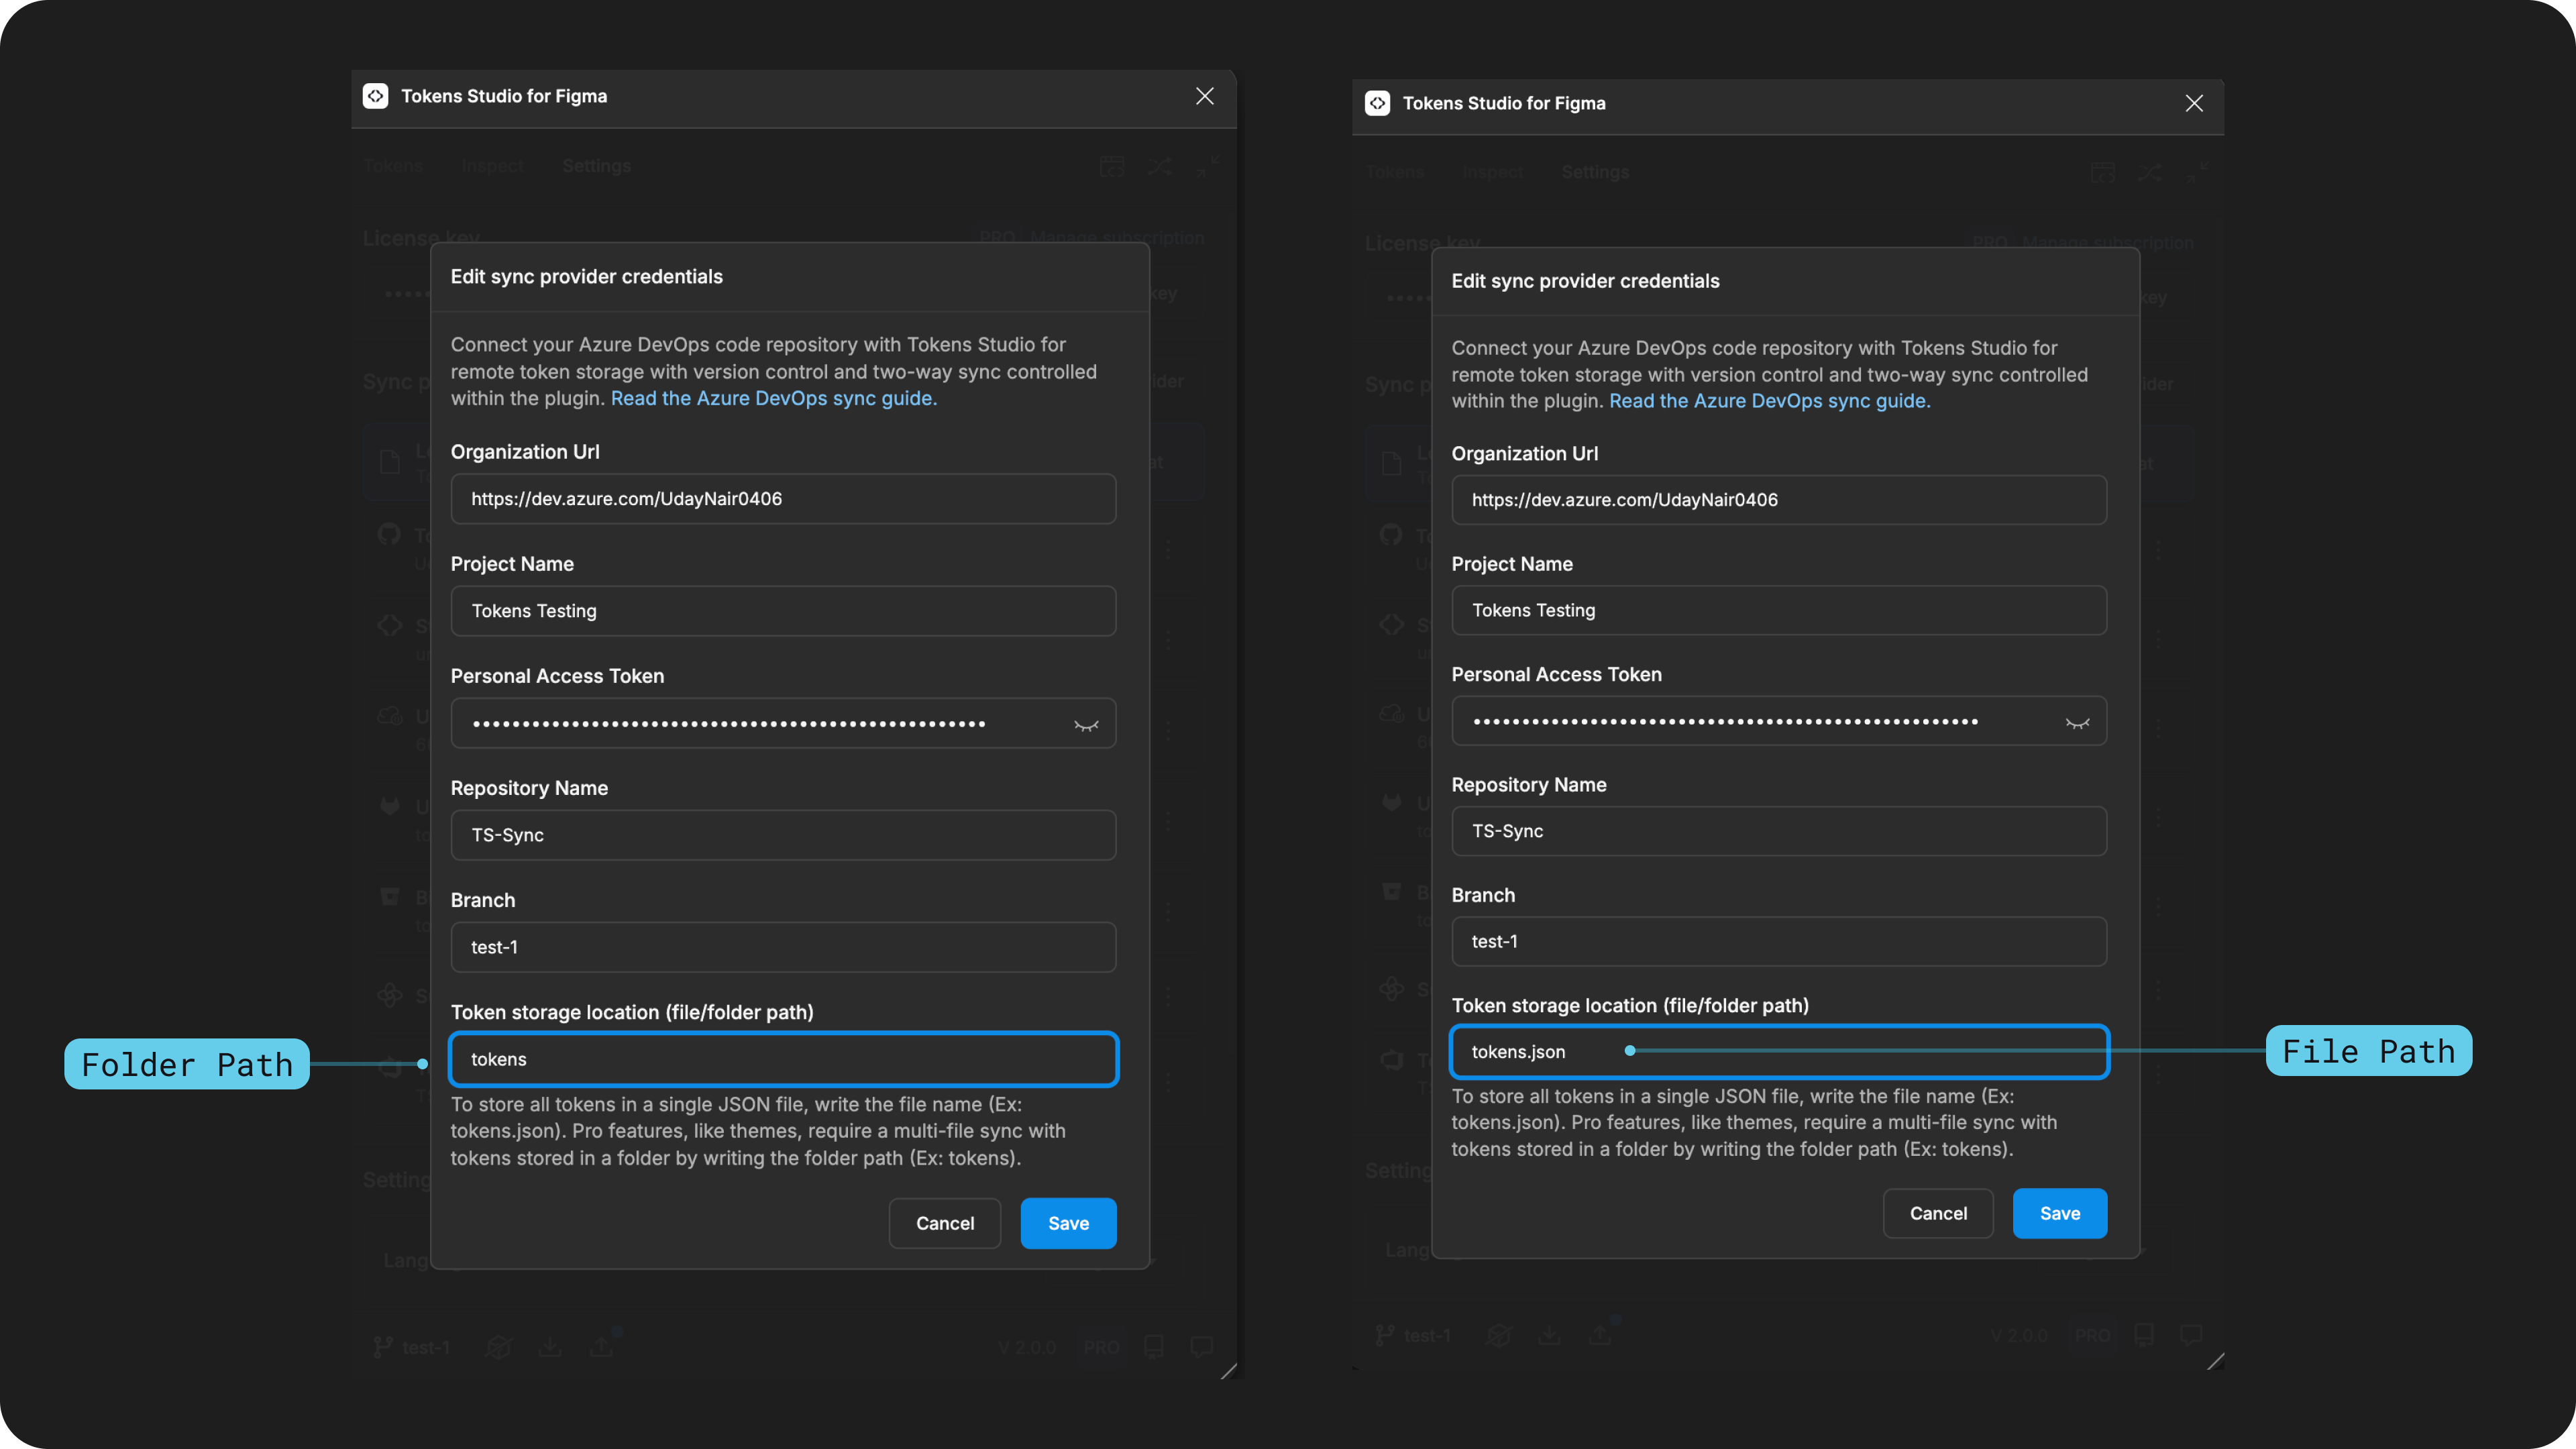 Tokens Studio for Figma
Tokens Inspect Settings
License key PRO Manage subscription
Edit sync provider credentials
Connect your Azure DevOps code repository with Tokens Studio for
remote token storage with version control and two-way sync controlled
within the plugin. Read the Azure DevOps sync guide.
Organization Url
https://dev.azure.com/UdayNair0406
Project Name
Tokens Testing
Personal Access Token
Repository Name
TS-Sync
Branch
test-1
Token storage location (file/folder path)
Folder Path
tokens
To store all tokens in a single JSON file, write the file name (Ex:
tokens.json). Pro features, like themes, require a multi-file sync with
tokens stored in a folder by writing the folder path (Ex: tokens).
Cancel Save
test-1 V 2.0.0 PRO
Tokens Studio for Figma
Tokens Inspect Settings
License key PRO Manage subscription
Edit sync provider credentials
Connect your Azure DevOps code repository with Tokens Studio for
remote token storage with version control and two-way sync controlled
within the plugin. Read the Azure DevOps sync guide.
Organization Url
https://dev.azure.com/UdayNair0406
Project Name
Tokens Testing
Personal Access Token
Repository Name
TS-Sync
Branch
test-1
Token storage location (file/folder path)
tokens.json
File Path
To store all tokens in a single JSON file, write the file name (Ex:
tokens.json). Pro features, like themes, require a multi-file sync with
tokens stored in a folder by writing the folder path (Ex: tokens).
Cancel Save
test-1 V 2.0.0 PRO